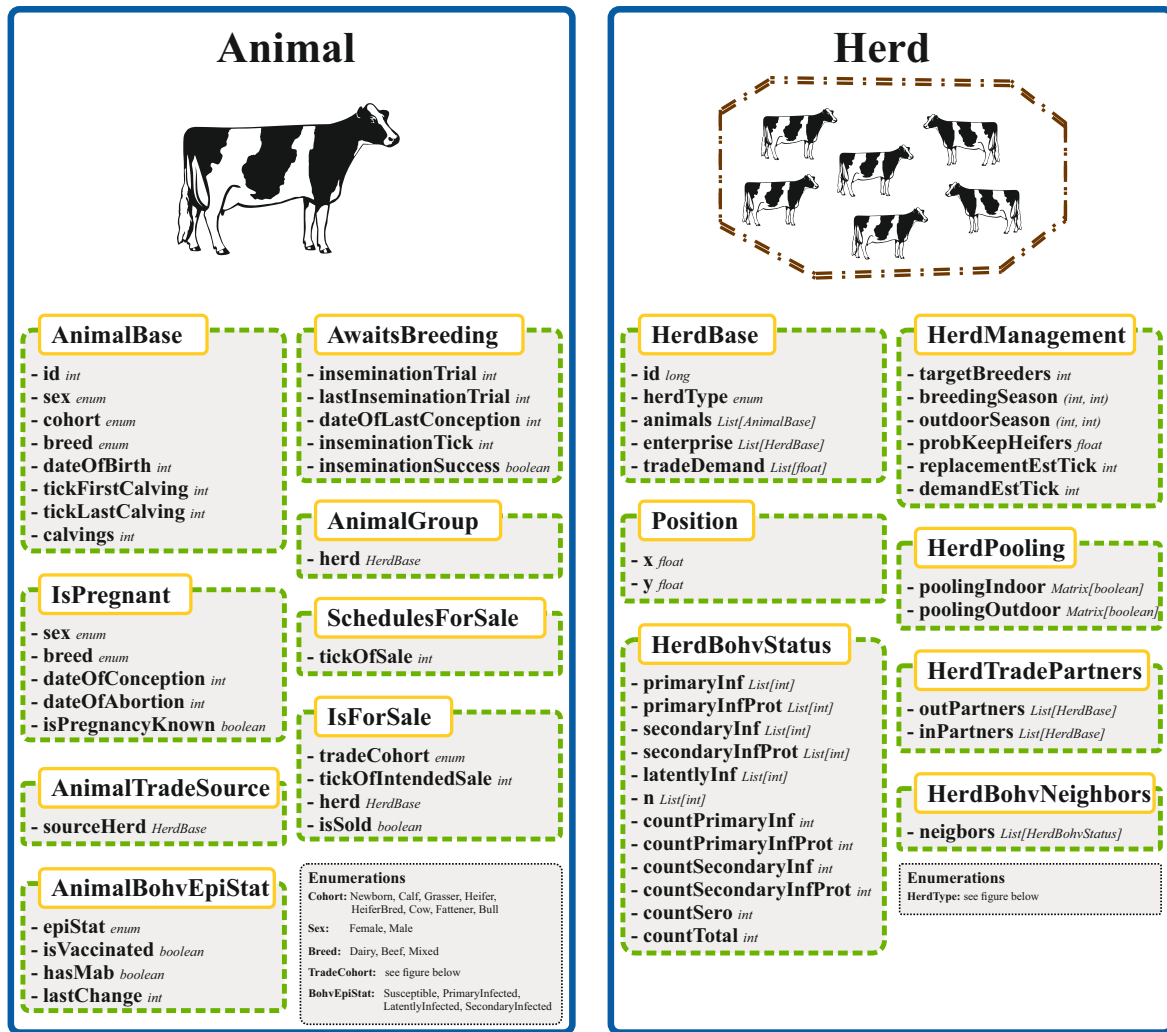 Animal
AnimalBase
- id int
- sex enum
- cohort enum
- breed enum
- dateOfBirth int
- tickFirstCalving int
- tickLastCalving int
- calvings int
IsPregnant
- sex enum
- breed enum
- dateOfConception int
- dateOfAbortion int
- isPregnancyKnown boolean
AnimalTradeSource
- sourceHerd HerdBase
AnimalBohvEpiStat
- epiStat enum
- isVaccinated boolean
- hasMab boolean
- lastChange int
AwaitsBreeding
- inseminationTrial int
- lastInseminationTrial int
- dateOfLastConception int
- inseminationTick int
- inseminationSuccess boolean
AnimalGroup
- herd HerdBase
SchedulesForSale
- tickOfSale int
IsForSale
- tradeCohort enum
- tickOfIntendedSale int
- herd HerdBase
- isSold boolean
Enumerations
Cohort: Newborn, Calf, Grasser, Heifer,
HeiferBred, Cow, Fattener, Bull
Sex: Female, Male
Breed: Dairy, Beef, Mixed
TradeCohort: see figure below
BohvEpiStat: Susceptible, PrimaryInfected,
LatentlyInfected, SecondaryInfected
Herd
HerdBase
- id long
- herdType enum
- animals List[AnimalBase]
- enterprise List[HerdBase]
- tradeDemand List[float]
Position
- x float
- y float
HerdBohvStatus
- primaryInf List[int]
- primaryInfProt List[int]
- secondaryInf List[int]
- secondaryInfProt List[int]
- latentlyInf List[int]
- n List[int]
- countPrimaryInf int
- countPrimaryInfProt int
- countSecondaryInf int
- countSecondaryInfProt int
- countSero int
- countTotal int
HerdManagement
- targetBreeders int
- breedingSeason (int, int)
- outdoorSeason (int, int)
- probKeepHeifers float
- replacementEstTick int
- demandEstTick int
HerdPooling
- poolingIndoor Matrix[boolean]
- poolingOutdoor Matrix[boolean]
HerdTradePartners
- outPartners List[HerdBase]
- inPartners List[HerdBase]
HerdBohvNeighbors
- neigbors List[HerdBohvStatus]
Enumerations
HerdType: see figure below